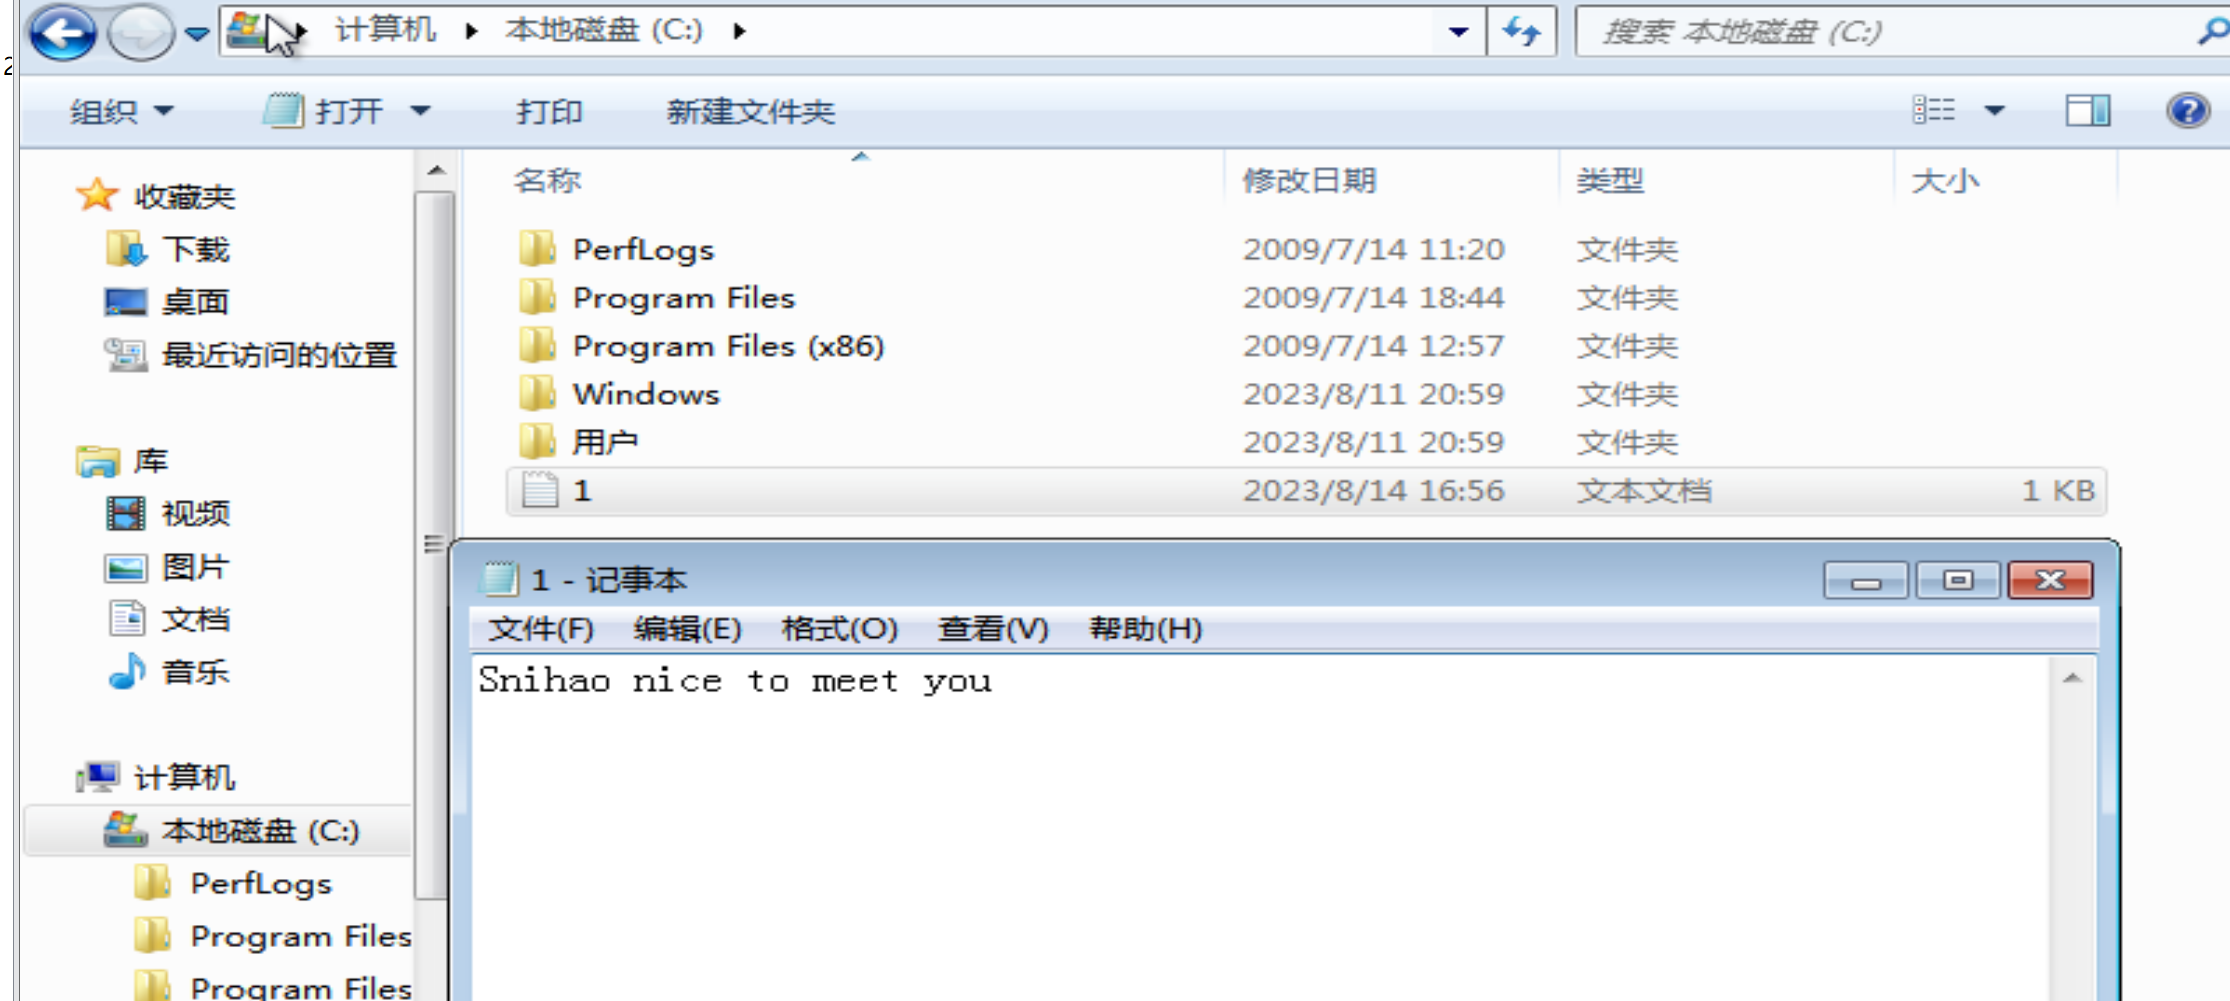 计算机 本地磁盘 (C:) 搜索 本地磁盘 (C:)
组织 打开 打印 新建文件夹
名称 修改日期 类型 大小
收藏夹
下载
桌面
最近访问的位置
库
视频
图片
文档
音乐
计算机
本地磁盘 (C:)
PerfLogs
Program Files
Program Files
PerfLogs 2009/7/14 11:20 文件夹
Program Files 2009/7/14 18:44 文件夹
Program Files (x86) 2009/7/14 12:57 文件夹
Windows 2023/8/11 20:59 文件夹
用户 2023/8/11 20:59 文件夹
1 2023/8/14 16:56 文本文档 1 KB
1 - 记事本
文件(F) 编辑(E) 格式(O) 查看(V) 帮助(H)
Snihao nice to meet you